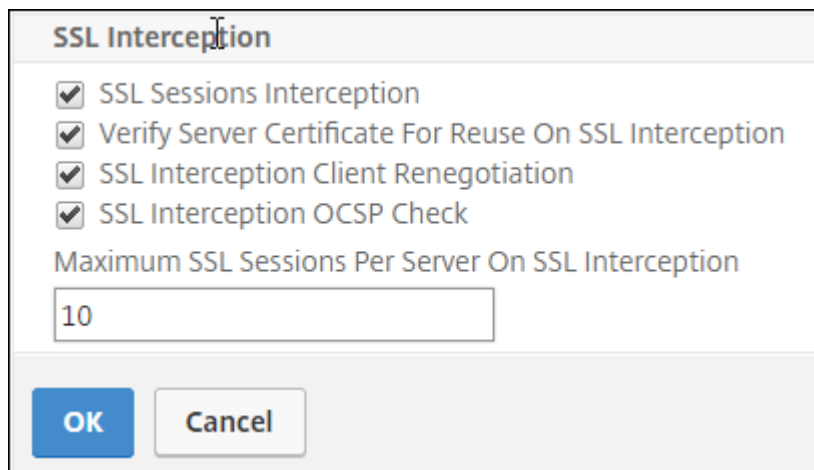 SSL Interception
SSL Sessions Interception
Verify Server Certificate For Reuse On SSL Interception
SSL Interception Client Renegotiation
SSL Interception OCSP Check
Maximum SSL Sessions Per Server On SSL Interception
10
OK Cancel